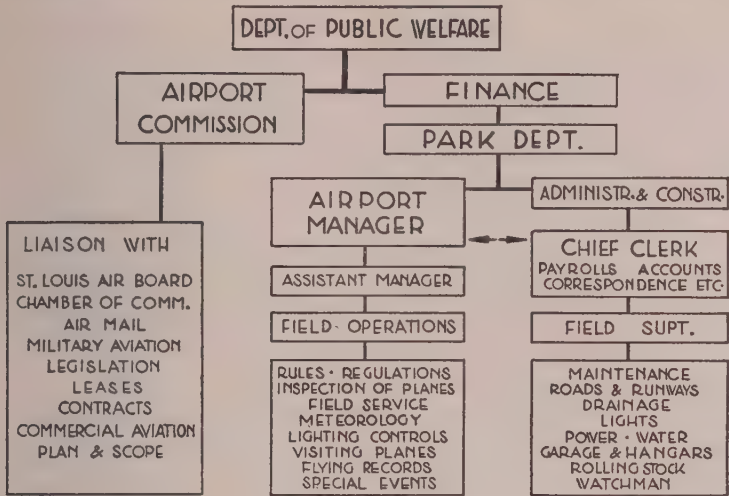 DEPT. OF PUBLIC WELFARE
AIRPORT
COMMISSION
FINANCE
PARK DEPT.
LIAISON WITH
ST. LOUIS AIR BOARD
CHAMBER OF COMM.
AIR MAIL
MILITARY AVIATION
LEGISLATION
LEASES
CONTRACTS
COMMERCIAL AVIATION
PLAN & SCOPE
AIRPORT
MANAGER
ASSISTANT MANAGER
FIELD - OPERATIONS
RULES • REGULATIONS
INSPECTION OF PLANES
FIELD SERVICE
METEOROLOGY
LIGHTING CONTROLS
VISITING PLANES
FLYING RECORDS
SPECIAL EVENTS
ADMINISTR. & CONSTR.
CHIEF CLERK
PAYROLLS ACCOUNTS
CORRESPONDENCE ETC.
FIELD SUPT.
MAINTENANCE
ROADS & RUNWAYS
DRAINAGE
LIGHTS
POWER • WATER
GARAGE & HANGARS
ROLLING STOCK
WATCHMAN